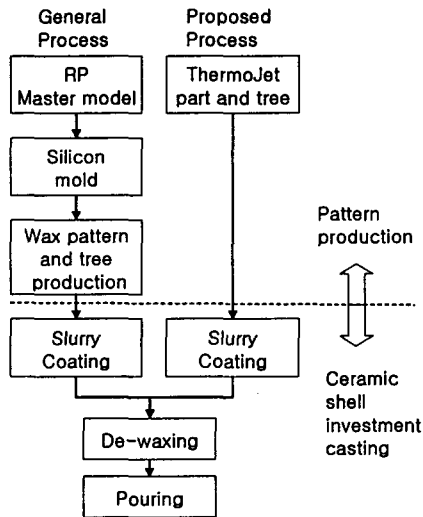 General
Process
Proposed
Process
RP
Master model
ThermoJet
part and tree
Silicon
mold
Wax pattern
and tree
production
Pattern
production
Slurry
Coating
Slurry
Coating
Ceramic
shell
investment
casting
De-waxing
Pouring